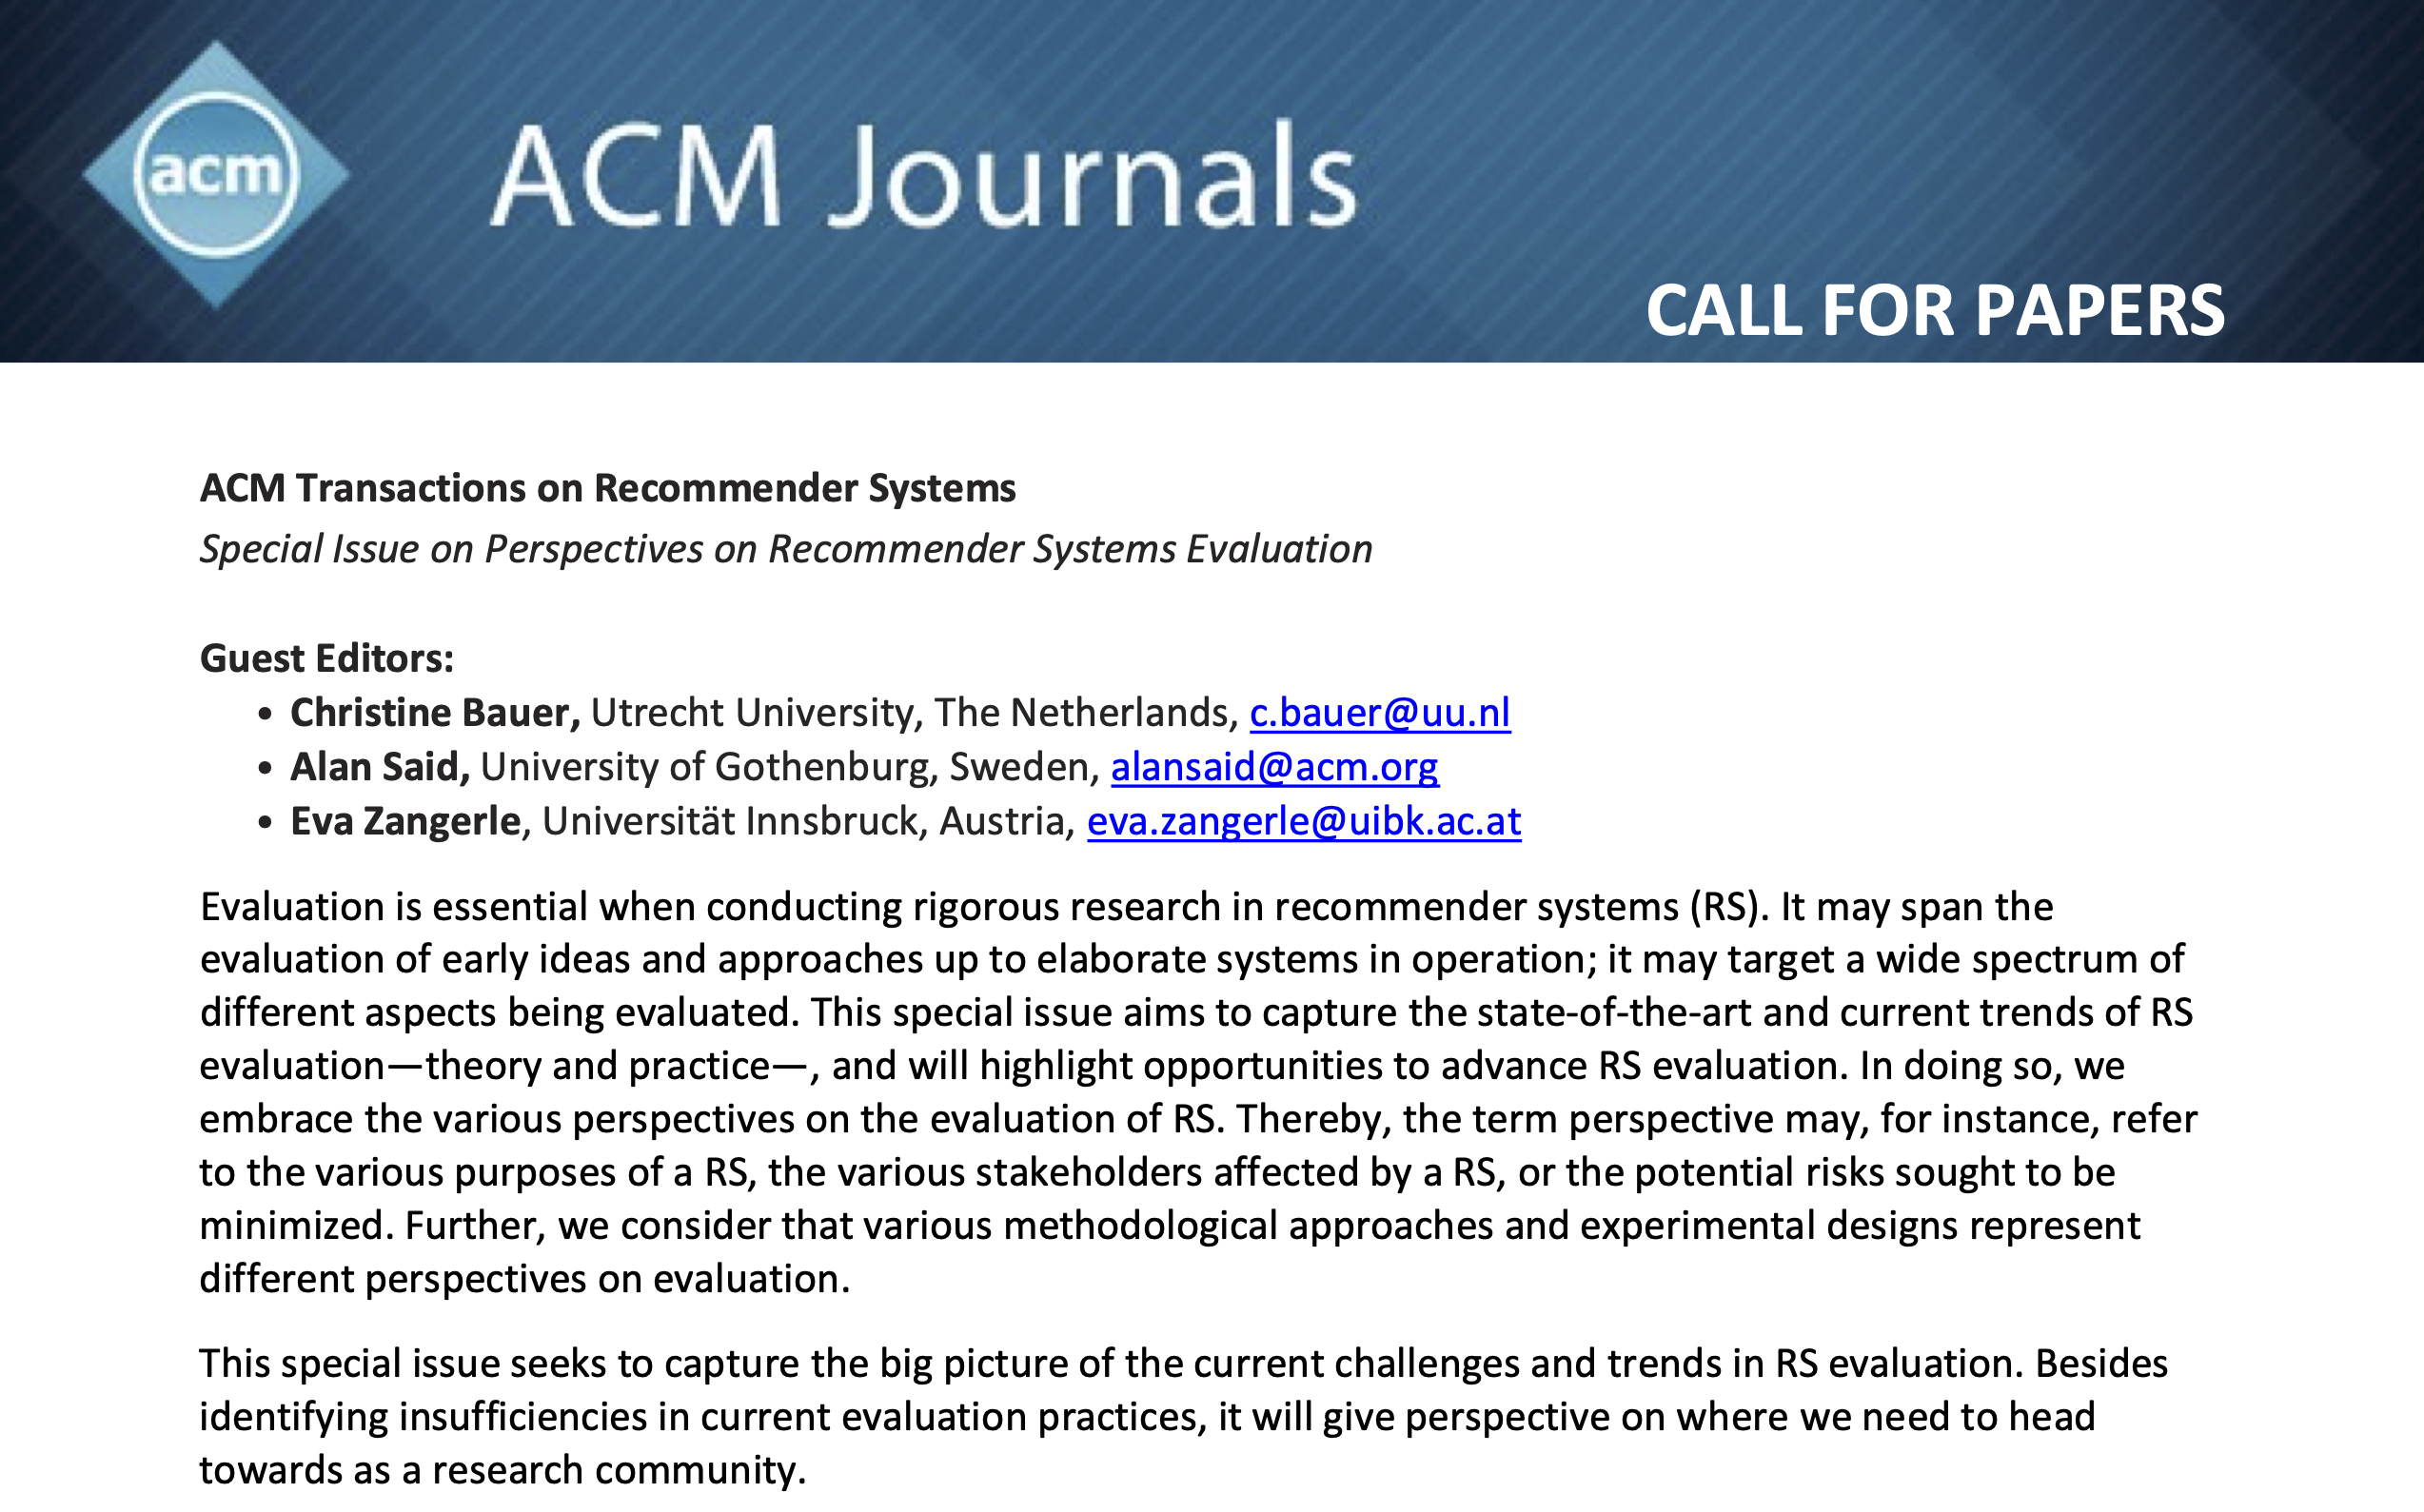 acm
ACM Journals
CALL FOR PAPERS
ACM Transactions on Recommender Systems
Special Issue on Perspectives on Recommender Systems Evaluation
Guest Editors:
• Christine Bauer, Utrecht University, The Netherlands, c.bauer@uu.nl
• Alan Said, University of Gothenburg, Sweden, alansaid@acm.org
• Eva Zangerle, Universität Innsbruck, Austria, eva.zangerle@uibk.ac.at
Evaluation is essential when conducting rigorous research in recommender systems (RS). It may span the
evaluation of early ideas and approaches up to elaborate systems in operation; it may target a wide spectrum of
different aspects being evaluated. This special issue aims to capture the state-of-the-art and current trends of RS
evaluation—theory and practice—, and will highlight opportunities to advance RS evaluation. In doing so, we
embrace the various perspectives on the evaluation of RS. Thereby, the term perspective may, for instance, refer
to the various purposes of a RS, the various stakeholders affected by a RS, or the potential risks sought to be
minimized. Further, we consider that various methodological approaches and experimental designs represent
different perspectives on evaluation.
This special issue seeks to capture the big picture of the current challenges and trends in RS evaluation. Besides
identifying insufficiencies in current evaluation practices, it will give perspective on where we need to head
towards as a research community.